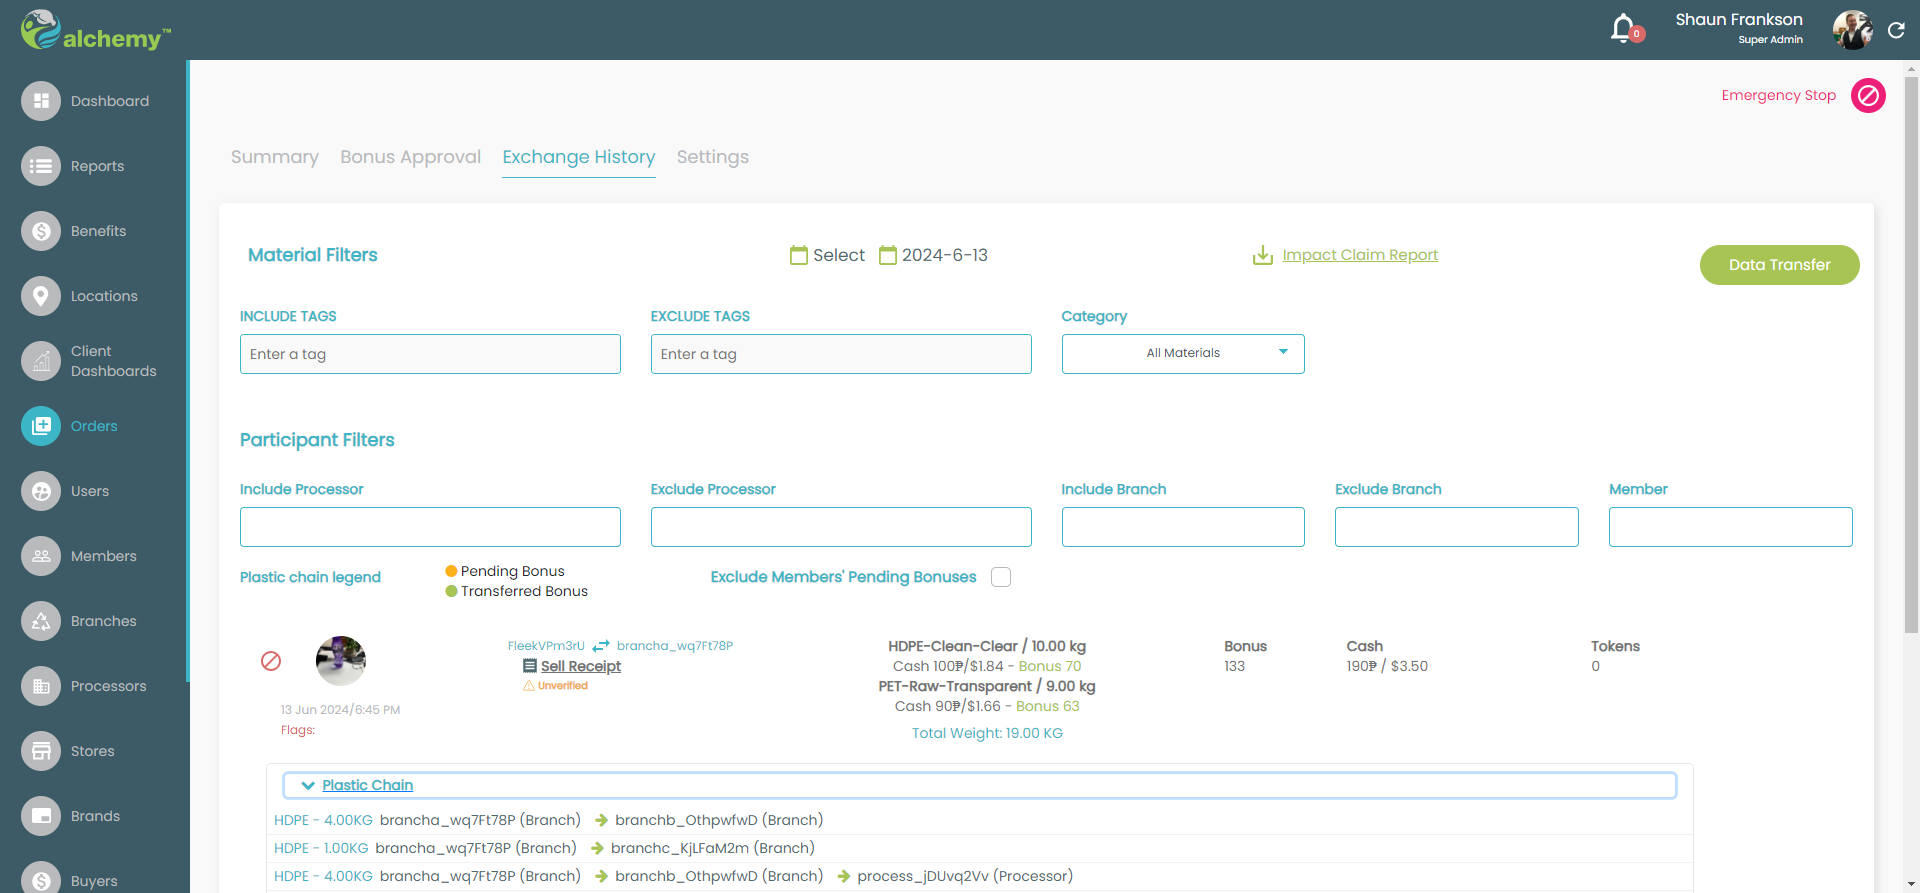 alchemy™
0
Shaun Frankson
Super Admin
Dashboard
Reports
Benefits
Locations
Client
Dashboards
Orders
Users
Members
Branches
Processors
Stores
Brands
Buyers
Emergency Stop
Summary Bonus Approval Exchange History Settings
Material Filters Select 2024-6-13 Impact Claim Report Data Transfer
INCLUDE TAGS EXCLUDE TAGS Category
Enter a tag Enter a tag All Materials
Participant Filters
Include Processor Exclude Processor Include Branch Exclude Branch Member
Plastic chain legend Pending Bonus Exclude Members' Pending Bonuses
Transferred Bonus
FleekVPm3rU brancha_wq7Ft78P HDPE-Clean-Clear / 10.00 kg Bonus Cash Tokens
Sell Receipt Cash 100₱/$1.84 - Bonus 70 133 190₱ / $3.50 0
Unverified PET-Raw-Transparent / 9.00 kg
13 Jun 2024/6:45 PM Cash 90₱/$1.66 - Bonus 63
Flags: Total Weight: 19.00 KG
Plastic Chain
HDPE - 4.00KG brancha_wq7Ft78P (Branch) branchb_OthpwfwD (Branch)
HDPE - 1.00KG brancha_wq7Ft78P (Branch) branchc_KjLFaM2m (Branch)
HDPE - 4.00KG brancha_wq7Ft78P (Branch) branchb_OthpwfwD (Branch) process_jDUvq2Vv (Processor)